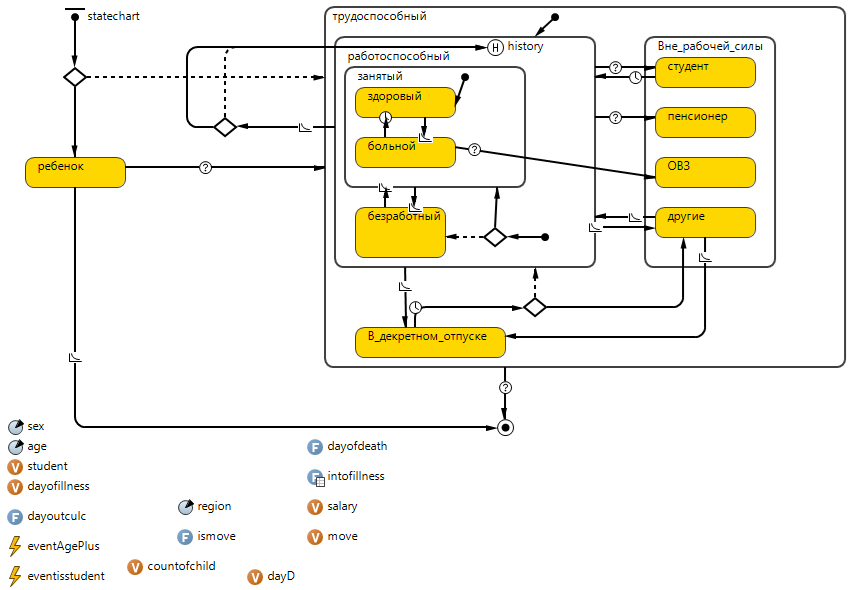 statechart
трудоспособный
history
работоспособный
занятый
здоровый
больной
безработный
Вне_рабочей_силы
студент
пенсионер
ОВЗ
другие
ребенок
В_декретном_отпуске
sex
age
student
dayofillness
dayoutculc
eventAgePlus
eventisstudent
region
ismove
countofchild
dayD
dayofdeath
intofillness
salary
move